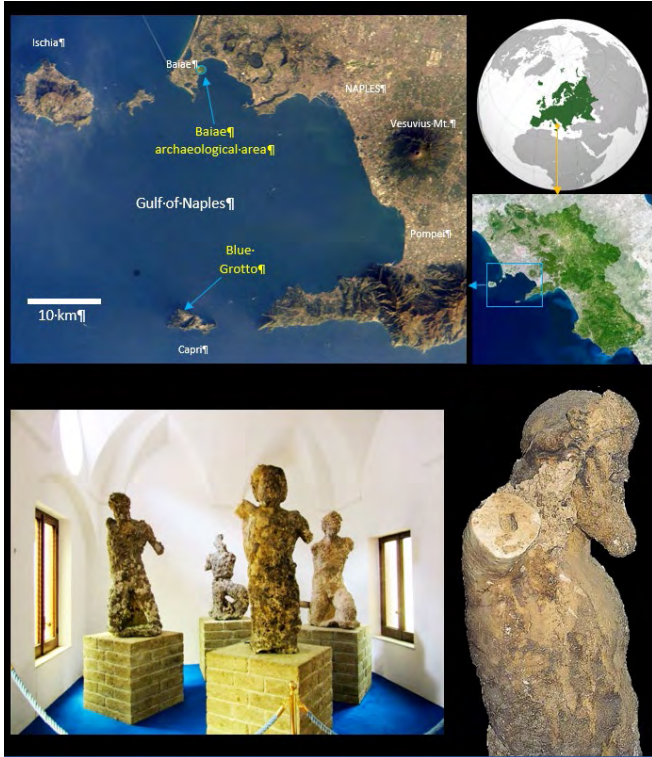 Ischia¶
Baiae¶
NAPLES¶
Baiae¶
archaeological·area¶
Vesuvius·Mt.¶
Gulf·of·Naples¶
Pompei¶
Blue·
Grotto¶
10·km¶
Capri¶